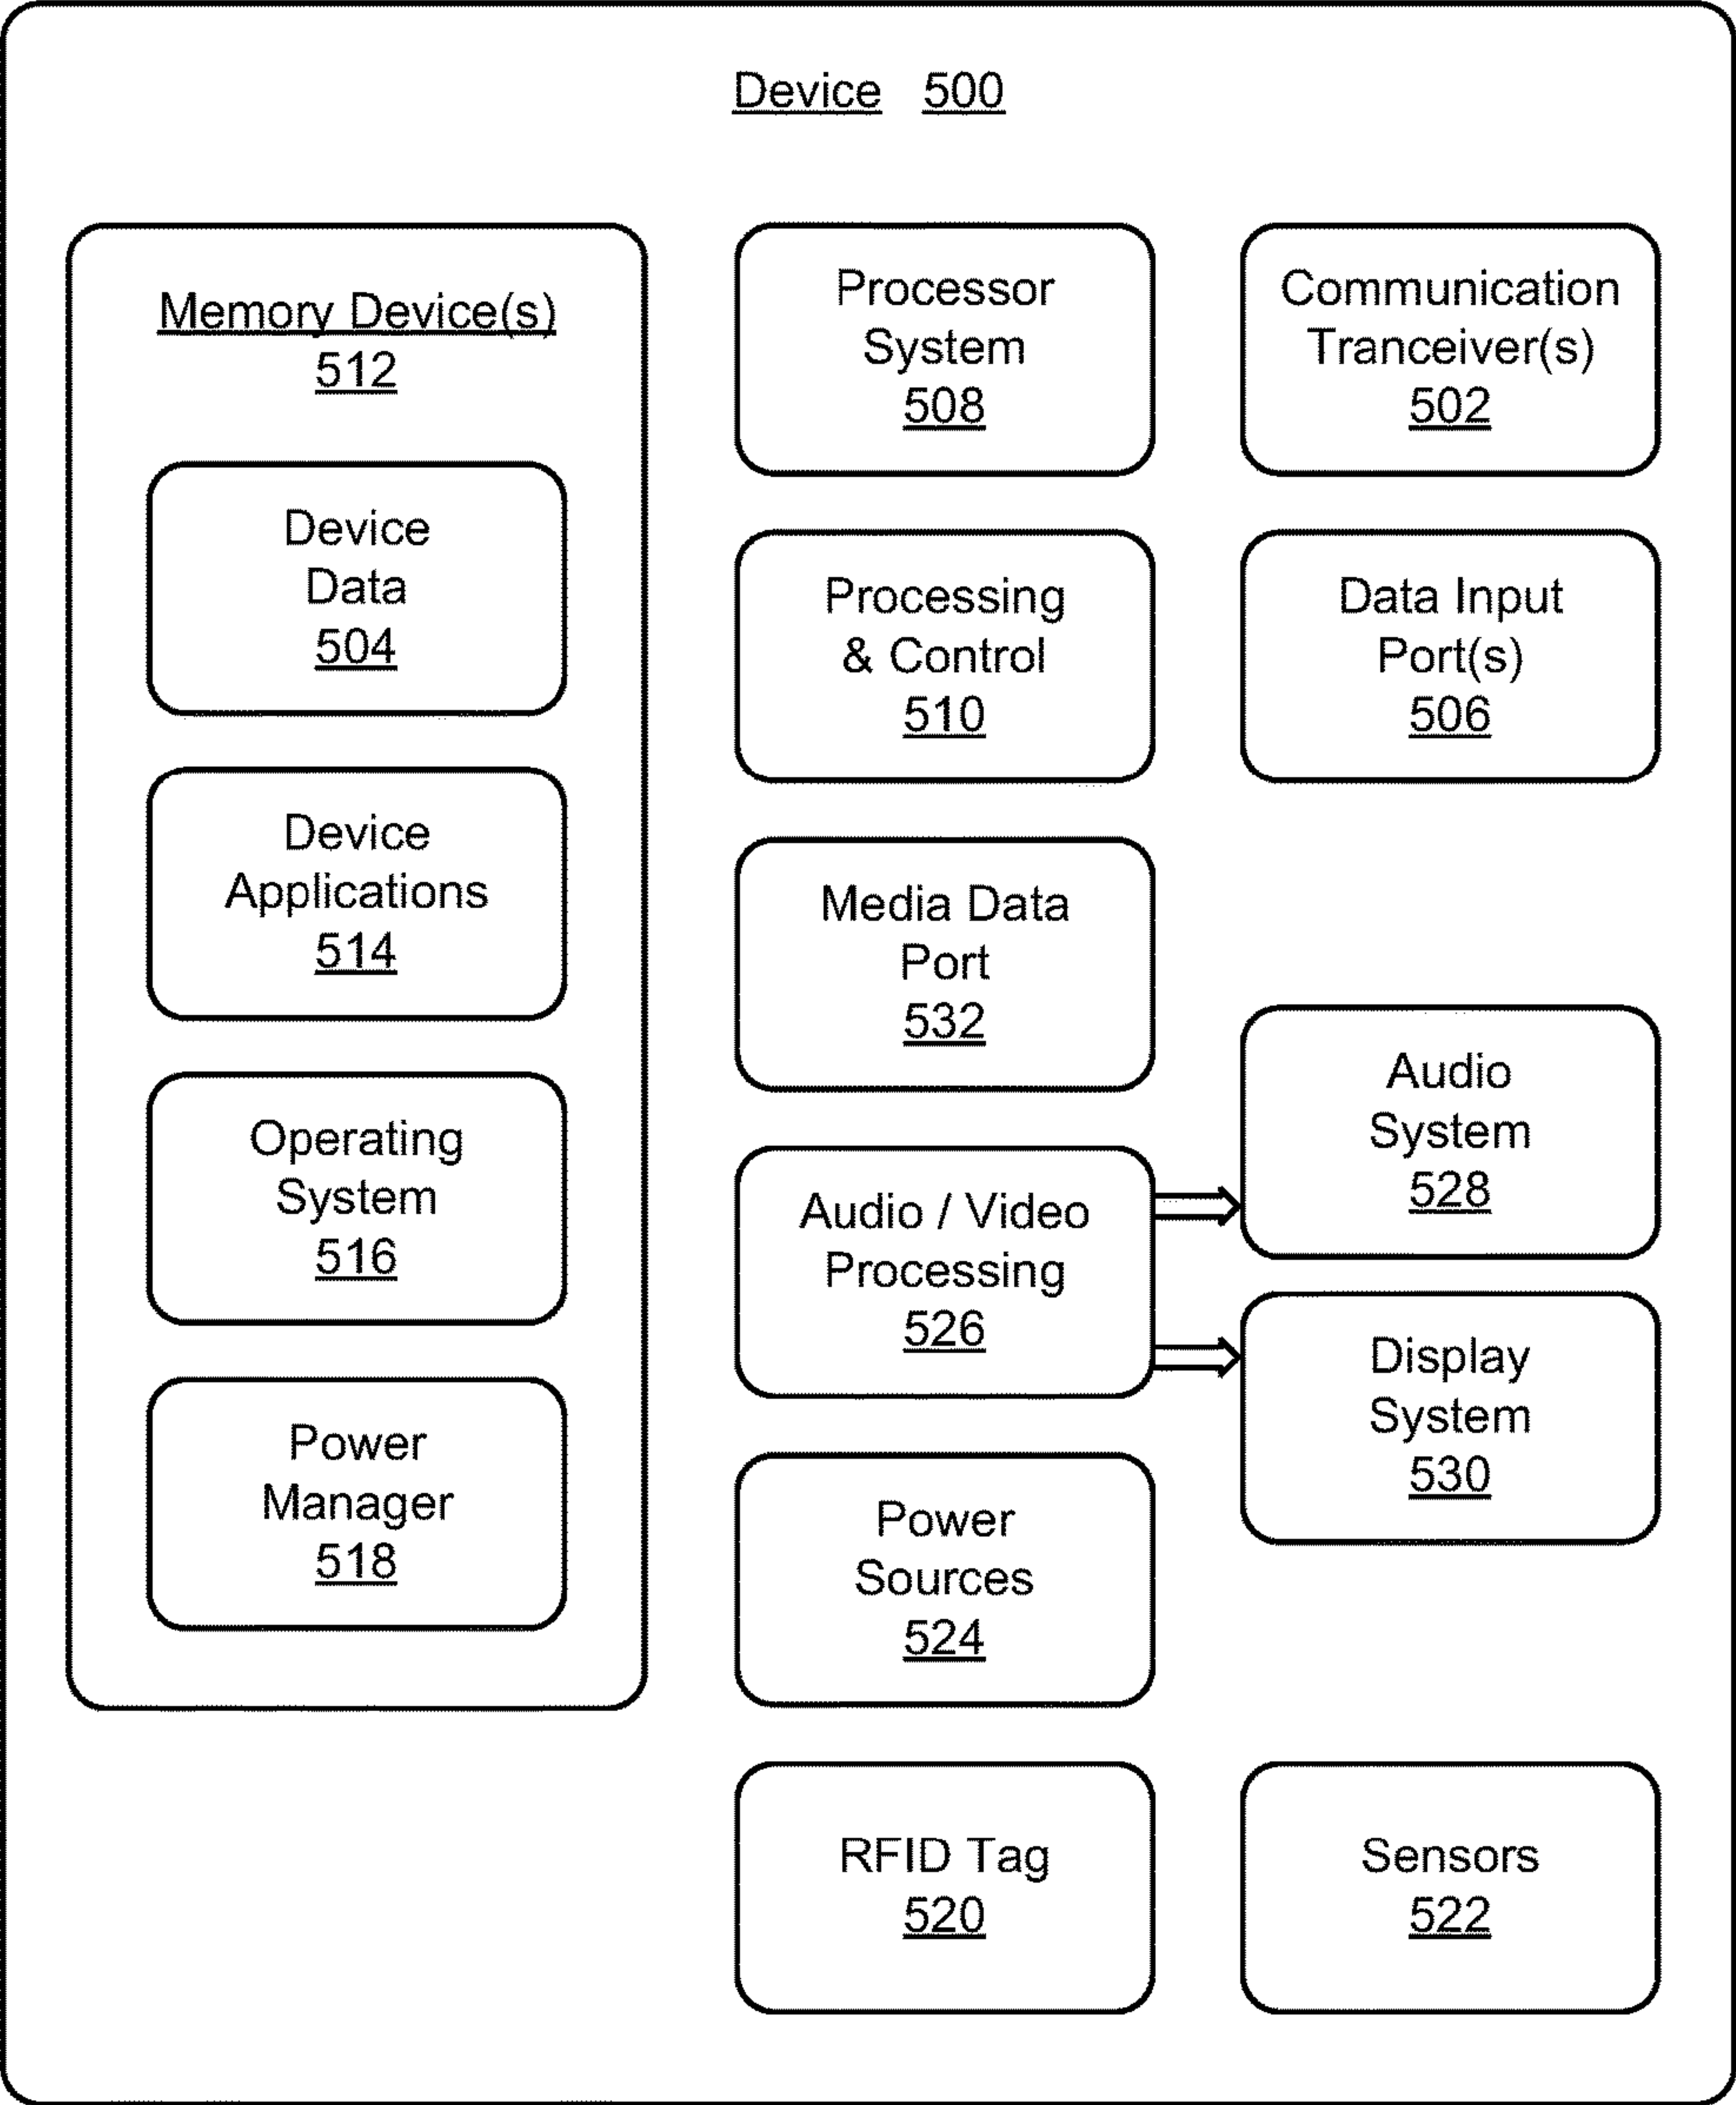 Device 500
Memory Device(s)
512
Device
Data
504
Device
Applications
514
Operating
System
516
Power
Manager
518
Processor
System
508
Communication
Tranceiver(s)
502
Processing
& Control
510
Data Input
Port(s)
506
Media Data
Port
532
Audio / Video
Processing
526
Audio
System
528
Display
System
530
Power
Sources
524
RFID Tag
520
Sensors
522